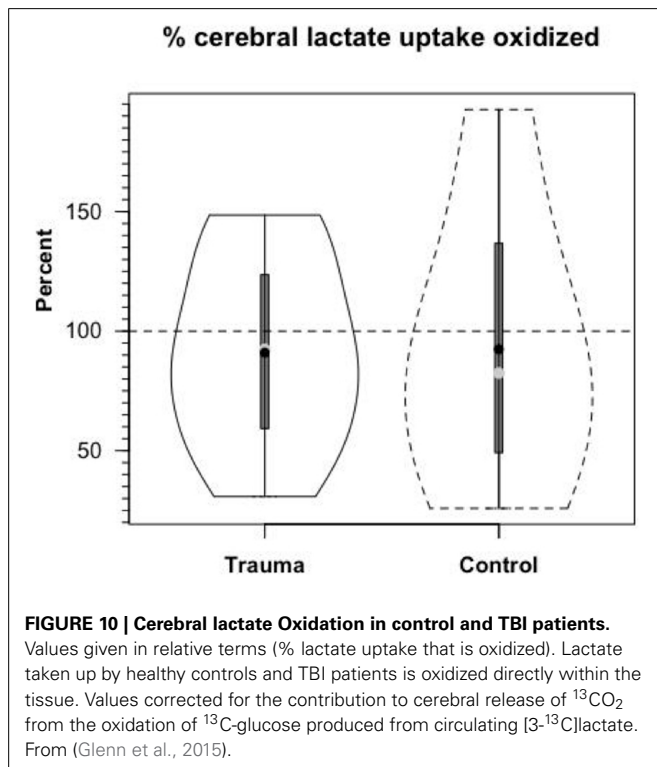 % cerebral lactate uptake oxidized
Percent
150
100
50
Trauma Control
FIGURE 10 | Cerebral lactate Oxidation in control and TBI patients.
Values given in relative terms (% lactate uptake that is oxidized). Lactate
taken up by healthy controls and TBI patients is oxidized directly within the
tissue. Values corrected for the contribution to cerebral release of ¹³CO₂
from the oxidation of ¹³C-glucose produced from circulating [3-¹³C]lactate.
From (Glenn et al., 2015).